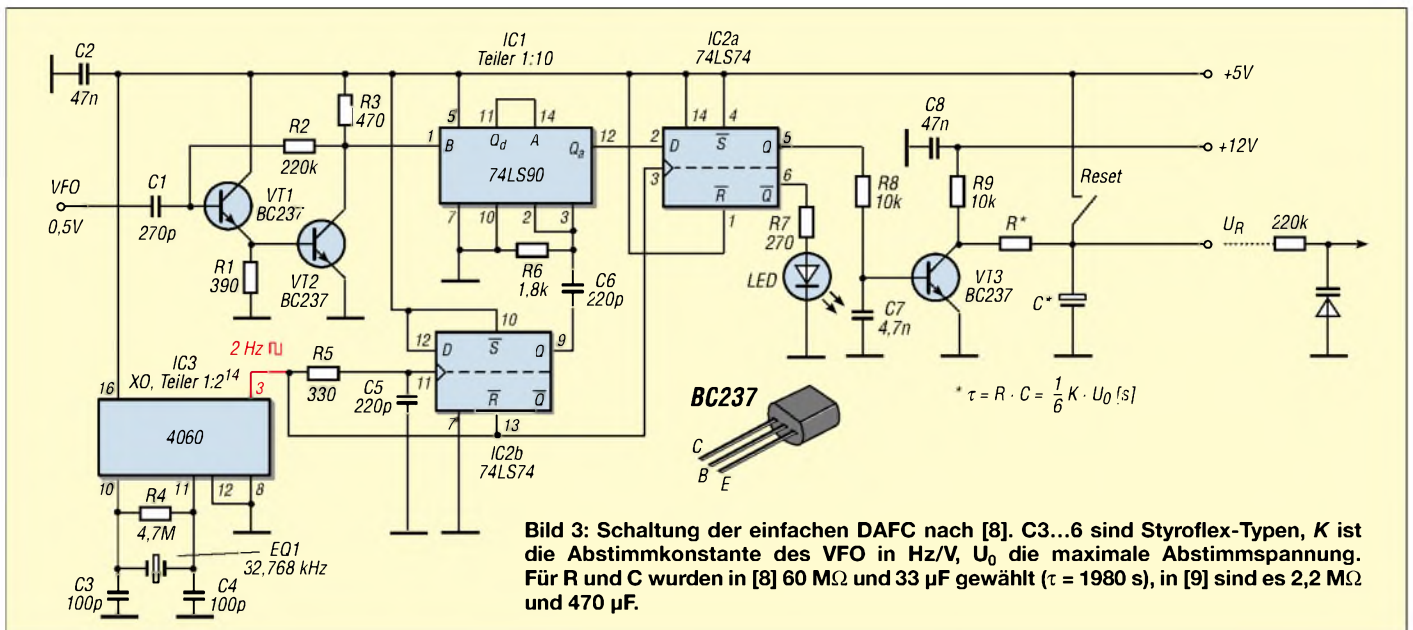 C2
47n
IC1
Teiler 1:10
IC2a
74LS74
+5V
R3
470
R2
220k
VFO
0,5V
C1
270p
VT1
BC237
R1
390
VT2
BC237
5
11
14
1
B
Qd
A
Qa
12
74LS90
7
10
2
3
R6
1,8k
C6
220p
14
4
2
D
S
Q
5
3
6
R
Q
1
R7
270
LED
R8
10k
C7
4,7n
C8
47n
+12V
R9
10k
VT3
BC237
R*
Reset
C*
UR
220k
* τ = R · C = 1/6 K · U0 [s]
2 Hz
IC3
XO, Teiler 1:2¹⁴
16
3
4060
10
11
12
8
R4
4,7M
EQ1
32,768 kHz
C3
100p
C4
100p
R5
330
C5
220p
10
12
D
S
Q
9
11
R
Q
7
13
IC2b
74LS74
BC237
C
B
E
Bild 3: Schaltung der einfachen DAFC nach [8]. C3…6 sind Styroflex-Typen, K ist
die Abstimmkonstante des VFO in Hz/V, U0 die maximale Abstimmspannung.
Für R und C wurden in [8] 60 MΩ und 33 µF gewählt (τ = 1980 s), in [9] sind es 2,2 MΩ
und 470 µF.